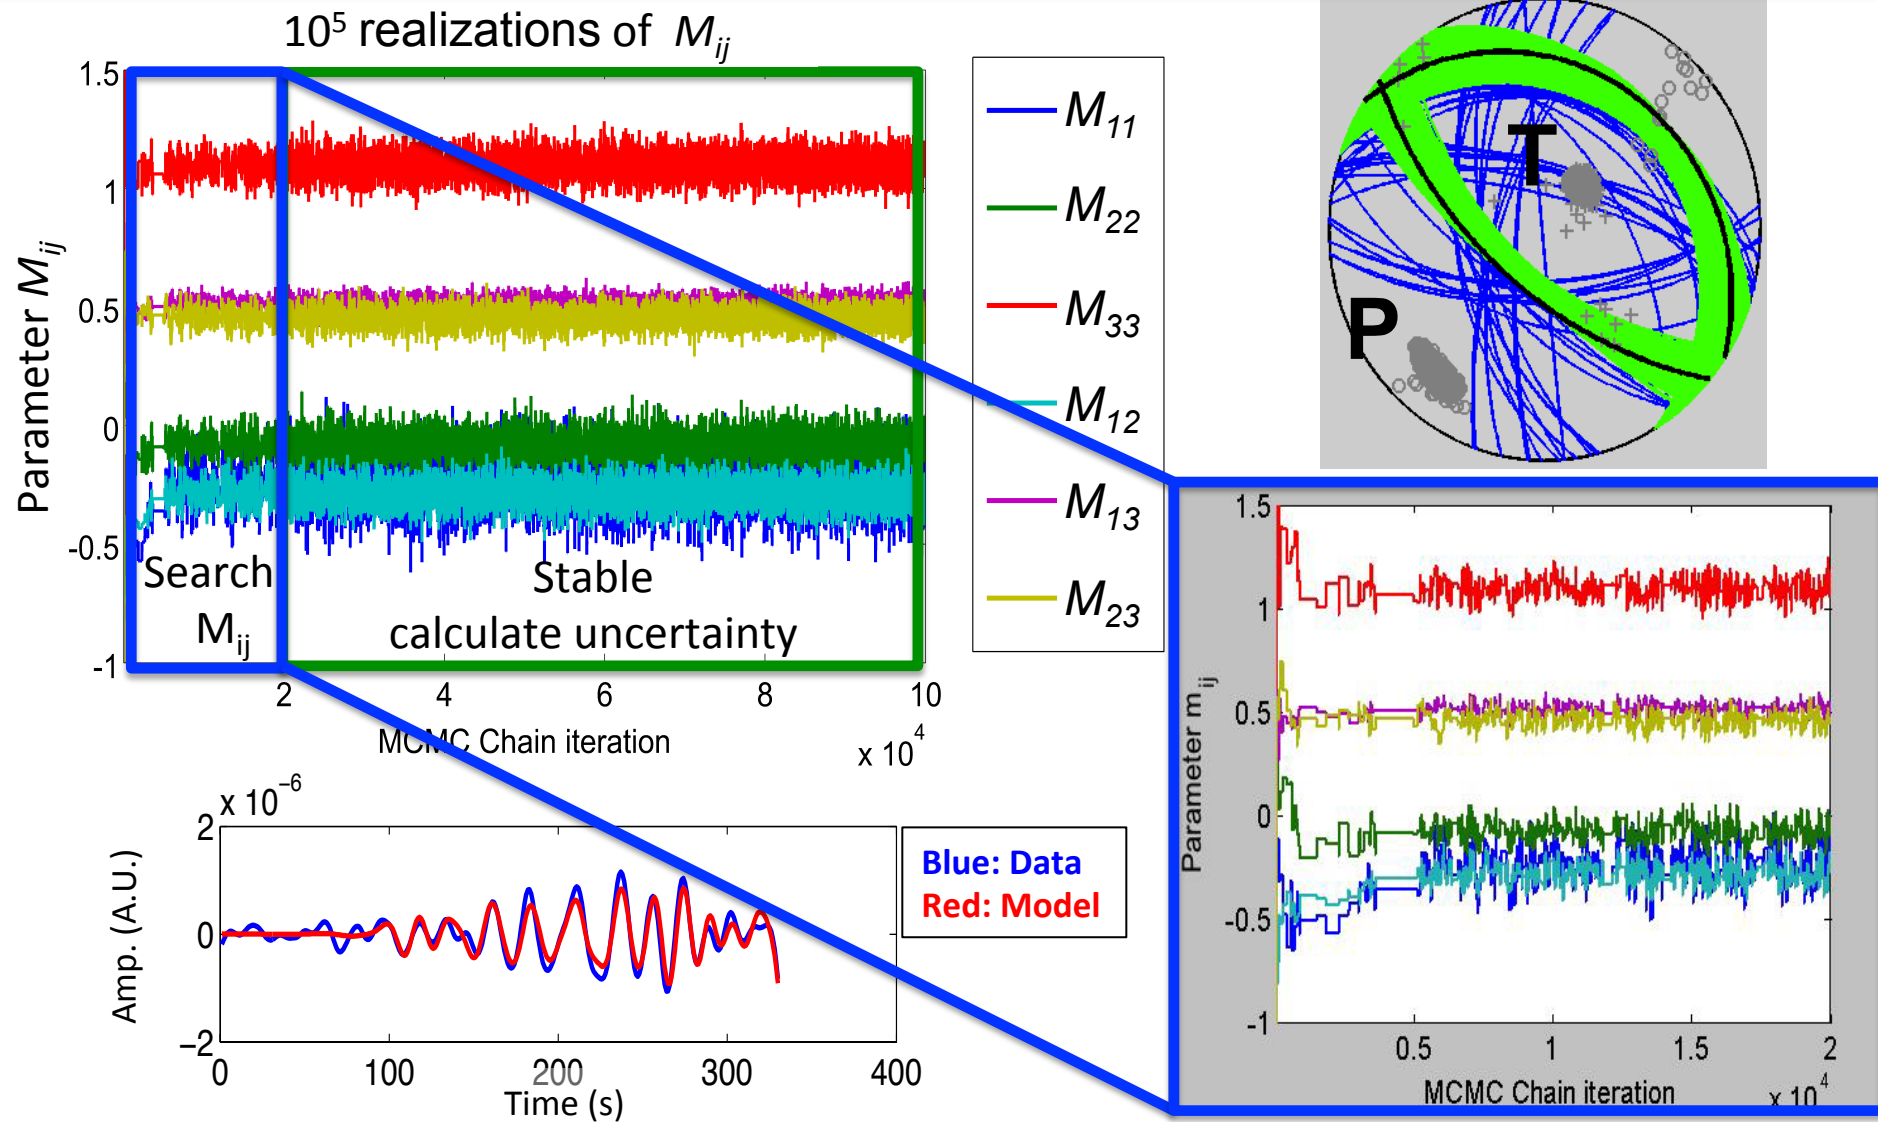 10⁵ realizations of M_ij
1.5
1
0.5
0
-0.5
-1
Parameter M_ij
Search
M_ij
Stable
calculate uncertainty
2
4
6
8
10
MCMC Chain iteration
x 10⁴
M_11
M_22
M_33
M_12
M_13
M_23
T
P
x 10⁻⁶
2
0
−2
Amp. (A.U.)
0
100
200
300
400
Time (s)
Blue: Data
Red: Model
1.5
1
0.5
0
-0.5
-1
Parameter m_ij
0.5
1
1.5
2
MCMC Chain iteration
x 10⁴